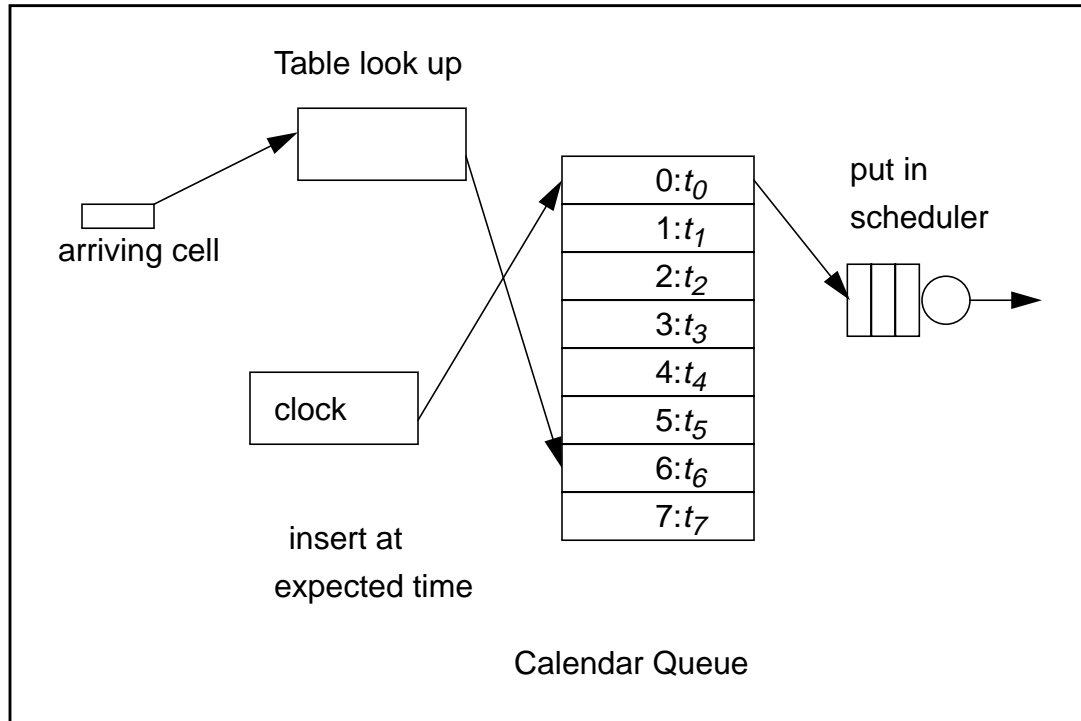 Table look up
arriving cell
clock
insert at
expected time
0:t0
1:t1
2:t2
3:t3
4:t4
5:t5
6:t6
7:t7
put in
scheduler
Calendar Queue